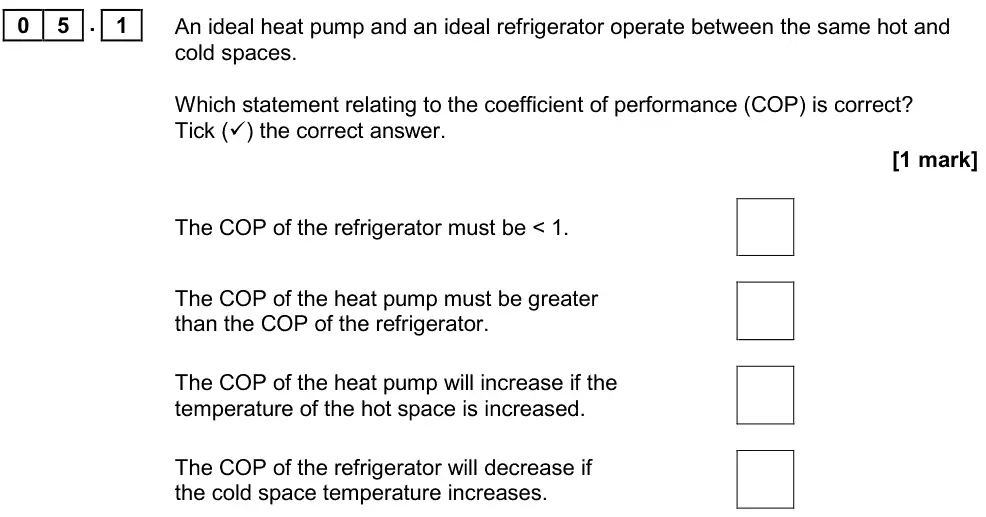 05.1 An ideal heat pump and an ideal refrigerator operate between the same hot and
cold spaces.
Which statement relating to the coefficient of performance (COP) is correct?
Tick (✓) the correct answer.
[1 mark]
The COP of the refrigerator must be < 1.
The COP of the heat pump must be greater
than the COP of the refrigerator.
The COP of the heat pump will increase if the
temperature of the hot space is increased.
The COP of the refrigerator will decrease if
the cold space temperature increases.